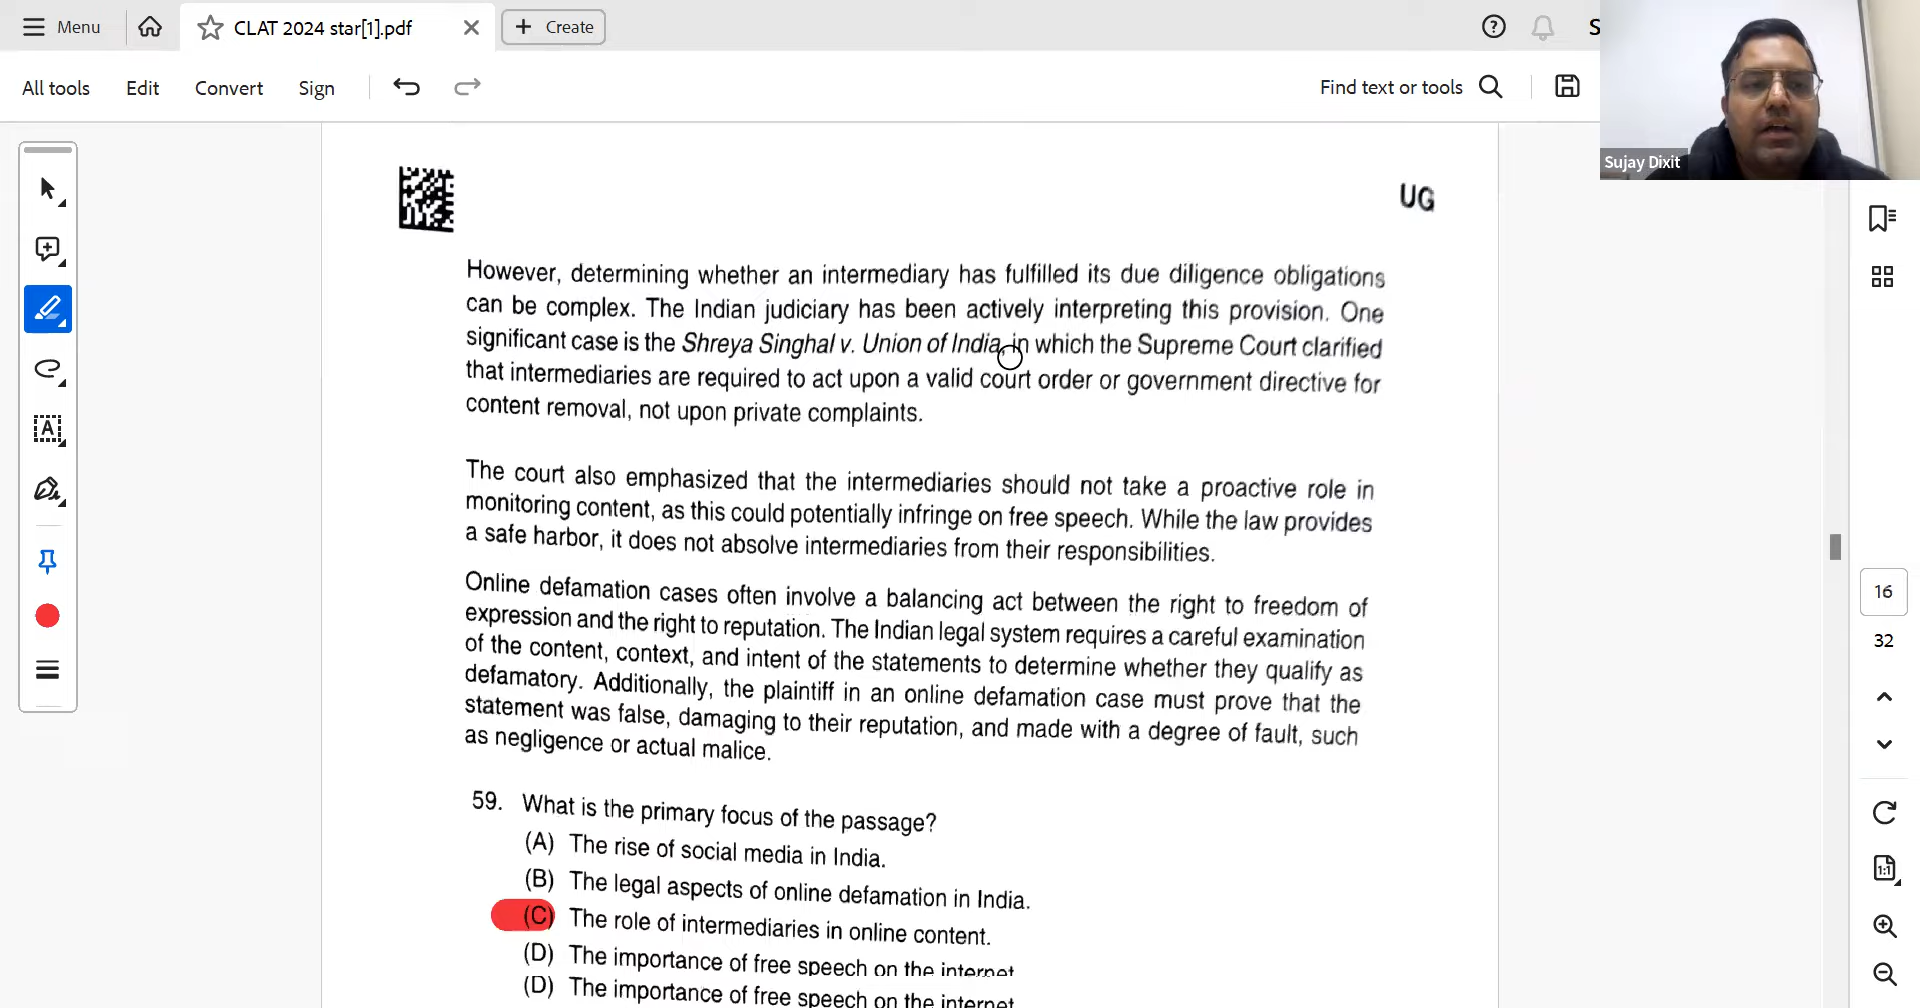 Menu
CLAT 2024 star[1].pdf
Create
S
All tools
Edit
Convert
Sign
Find text or tools
Sujay Dixit
UG
However, determining whether an intermediary has fulfilled its due diligence obligations
can be complex. The Indian judiciary has been actively interpreting this provision. One
significant case is the Shreya Singhal v. Union of India, in which the Supreme Court clarified
that intermediaries are required to act upon a valid court order or government directive for
content removal, not upon private complaints.
The court also emphasized that the intermediaries should not take a proactive role in
monitoring content, as this could potentially infringe on free speech. While the law provides
a safe harbor, it does not absolve intermediaries from their responsibilities.
Online defamation cases often involve a balancing act between the right to freedom of
expression and the right to reputation. The Indian legal system requires a careful examination
of the content, context, and intent of the statements to determine whether they qualify as
defamatory. Additionally, the plaintiff in an online defamation case must prove that the
statement was false, damaging to their reputation, and made with a degree of fault, such
as negligence or actual malice.
59. What is the primary focus of the passage?
(A) The rise of social media in India.
(B) The legal aspects of online defamation in India.
(C) The role of intermediaries in online content.
(D) The importance of free speech on the internet
(D) The importance of free speech on the internet
16
32
1:1